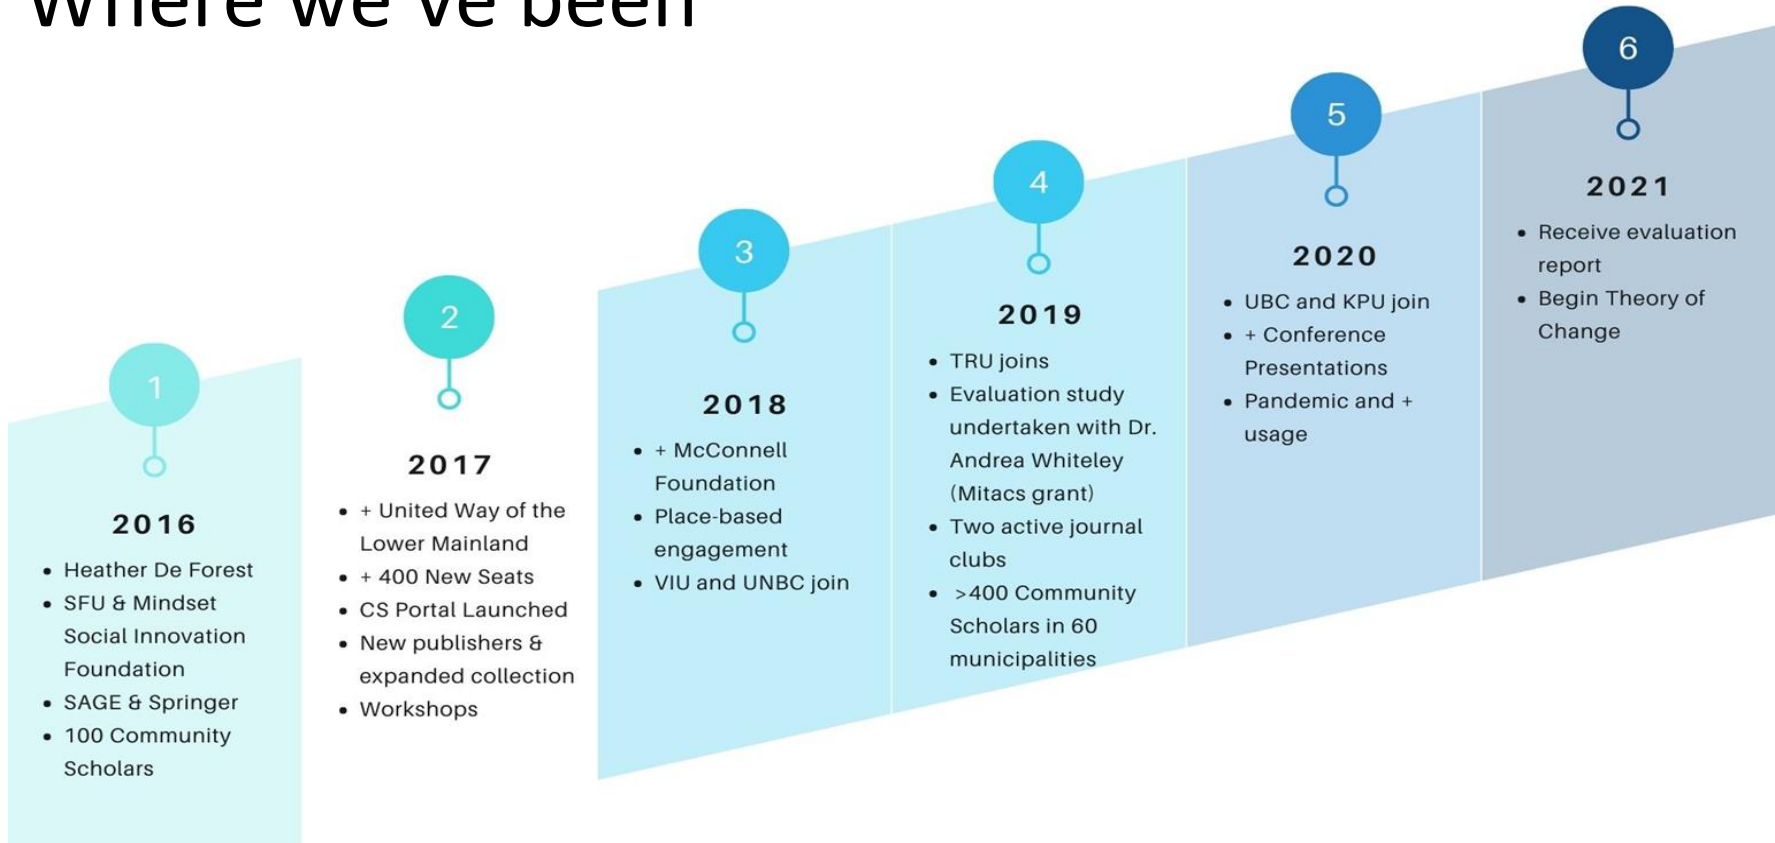 Where we've been
1
2016
• Heather De Forest
• SFU & Mindset
Social Innovation
Foundation
• SAGE & Springer
• 100 Community
Scholars
2
2017
• + United Way of the
Lower Mainland
• + 400 New Seats
• CS Portal Launched
• New publishers &
expanded collection
• Workshops
3
2018
• + McConnell
Foundation
• Place-based
engagement
• VIU and UNBC join
4
2019
• TRU joins
• Evaluation study
undertaken with Dr.
Andrea Whiteley
(Mitacs grant)
• Two active journal
clubs
• >400 Community
Scholars in 60
municipalities
5
2020
• UBC and KPU join
• + Conference
Presentations
• Pandemic and +
usage
6
2021
• Receive evaluation
report
• Begin Theory of
Change